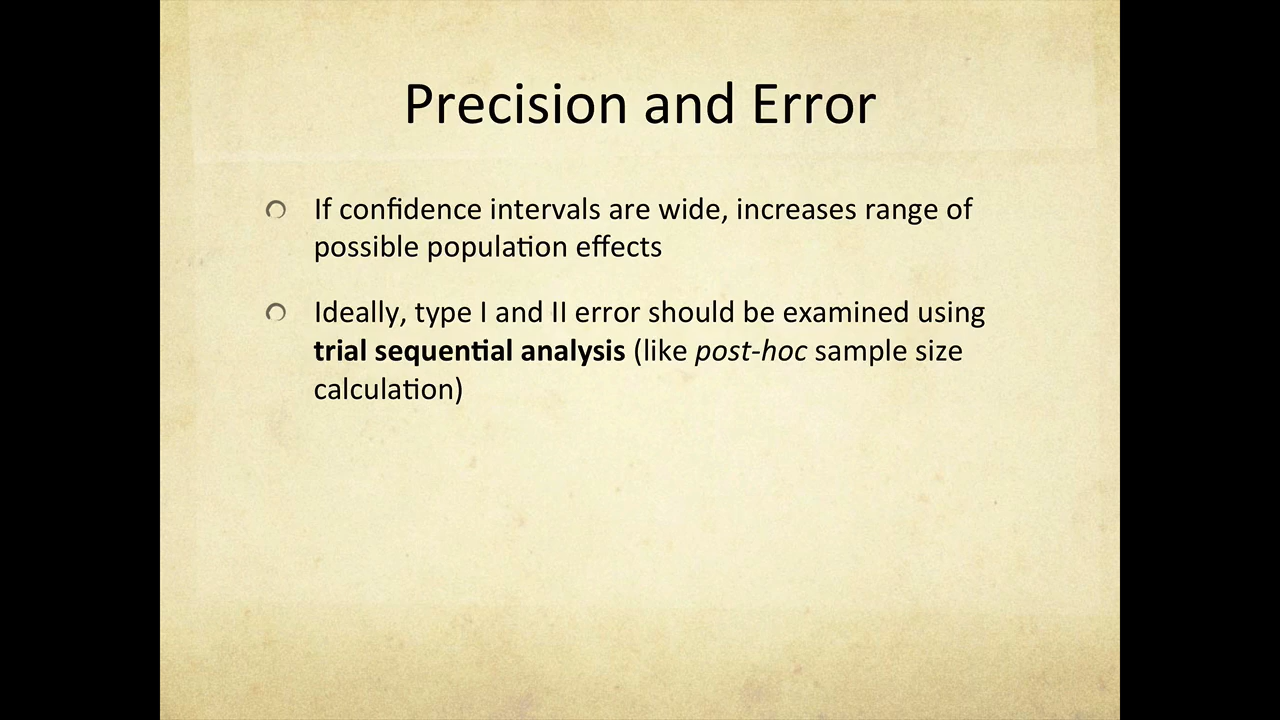 Precision and Error
If confidence intervals are wide, increases range of
possible population effects
Ideally, type I and II error should be examined using
trial sequential analysis (like post-hoc sample size
calculation)